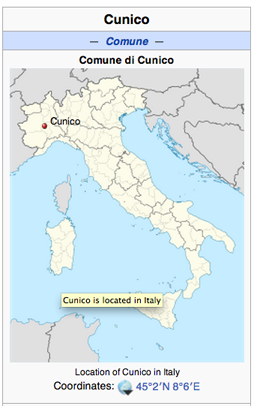 Cunico
— Comune —
Comune di Cunico
Cunico
Cunico is located in Italy
Location of Cunico in Italy
Coordinates: 45°2′N 8°6′E